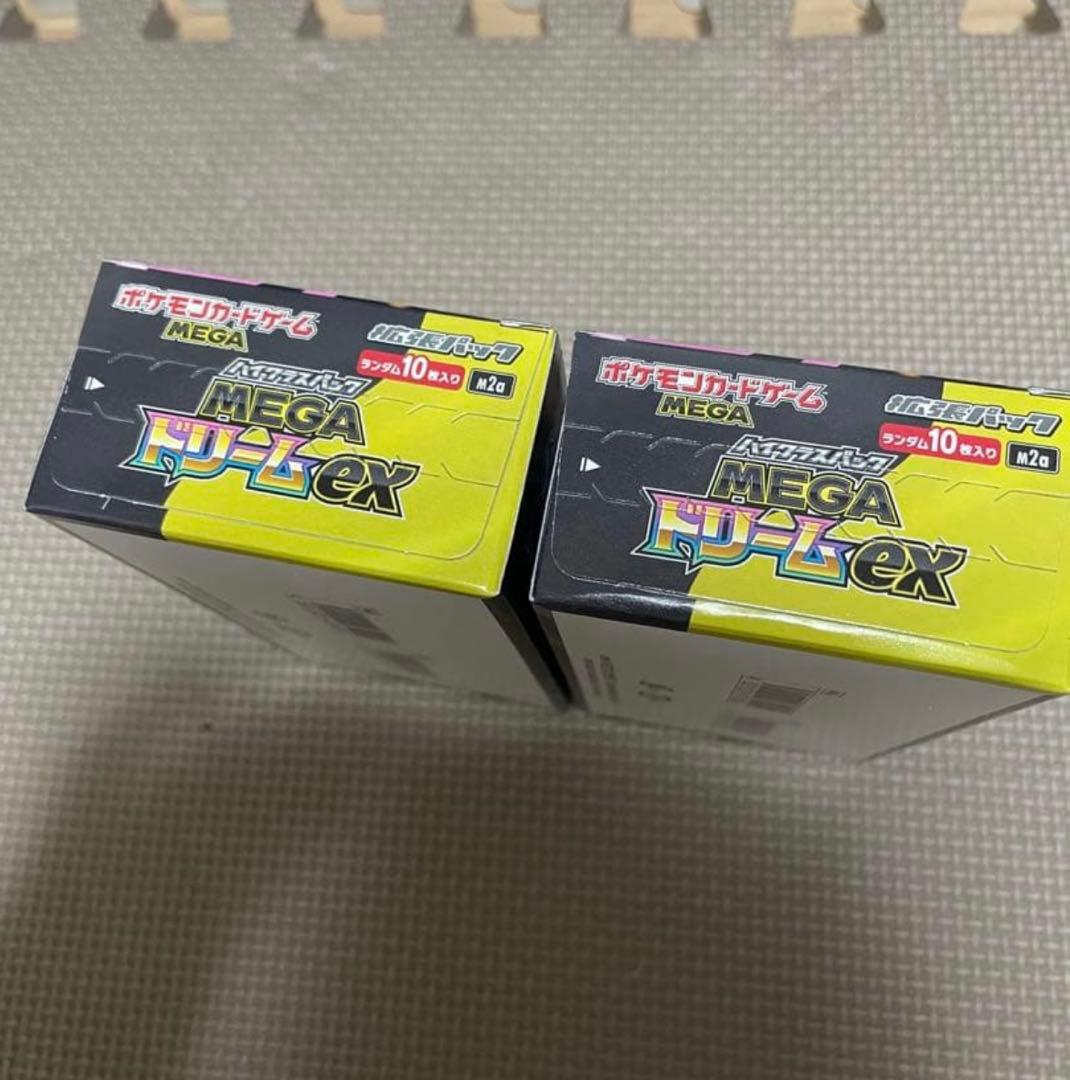 ポケモンカードゲーム
MEGA
拡張パック
ランダム10枚入り
M2a
ハイクラスパック
MEGA
ドリームex
ポケモンカードゲーム
MEGA
拡張パック
ランダム10枚入り
M2a
ハイクラスパック
MEGA
ドリームex